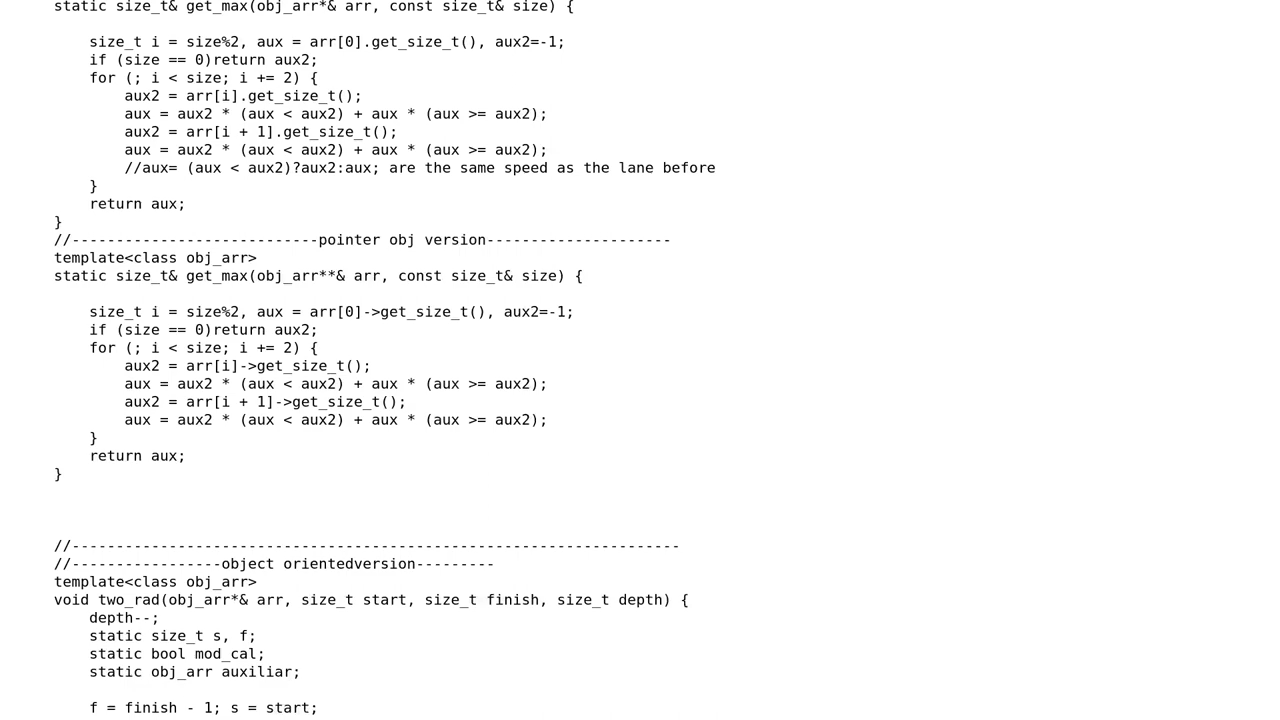 static size_t& get_max(obj_arr*& arr, const size_t& size) {
size_t i = size%2, aux = arr[0].get_size_t(), aux2=-1;
if (size == 0)return aux2;
for (; i < size; i += 2) {
aux2 = arr[i].get_size_t();
aux = aux2 * (aux < aux2) + aux * (aux >= aux2);
aux2 = arr[i + 1].get_size_t();
aux = aux2 * (aux < aux2) + aux * (aux >= aux2);
//aux= (aux < aux2)?aux2:aux; are the same speed as the lane before
}
return aux;
}
//----------------------------pointer obj version---------------------
template<class obj_arr>
static size_t& get_max(obj_arr**& arr, const size_t& size) {
size_t i = size%2, aux = arr[0]->get_size_t(), aux2=-1;
if (size == 0)return aux2;
for (; i < size; i += 2) {
aux2 = arr[i]->get_size_t();
aux = aux2 * (aux < aux2) + aux * (aux >= aux2);
aux2 = arr[i + 1]->get_size_t();
aux = aux2 * (aux < aux2) + aux * (aux >= aux2);
}
return aux;
}
//---------------------------------------------------------------------
//-----------------object orientedversion---------
template<class obj_arr>
void two_rad(obj_arr*& arr, size_t start, size_t finish, size_t depth) {
depth--;
static size_t s, f;
static bool mod_cal;
static obj_arr auxiliar;
f = finish - 1; s = start;